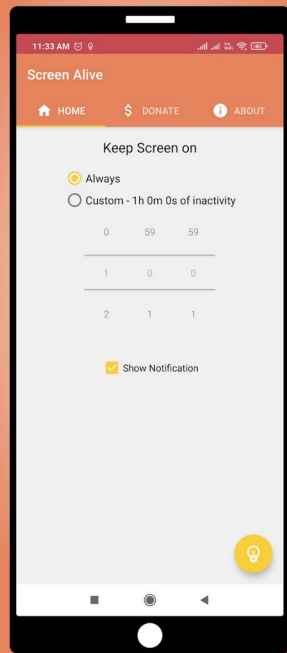 11:33 AM
40
Screen Alive
HOME
$ DONATE
i ABOUT
Keep Screen on
Always
Custom - 1h 0m 0s of inactivity
0 59 59
1 0 0
2 1 1
Show Notification